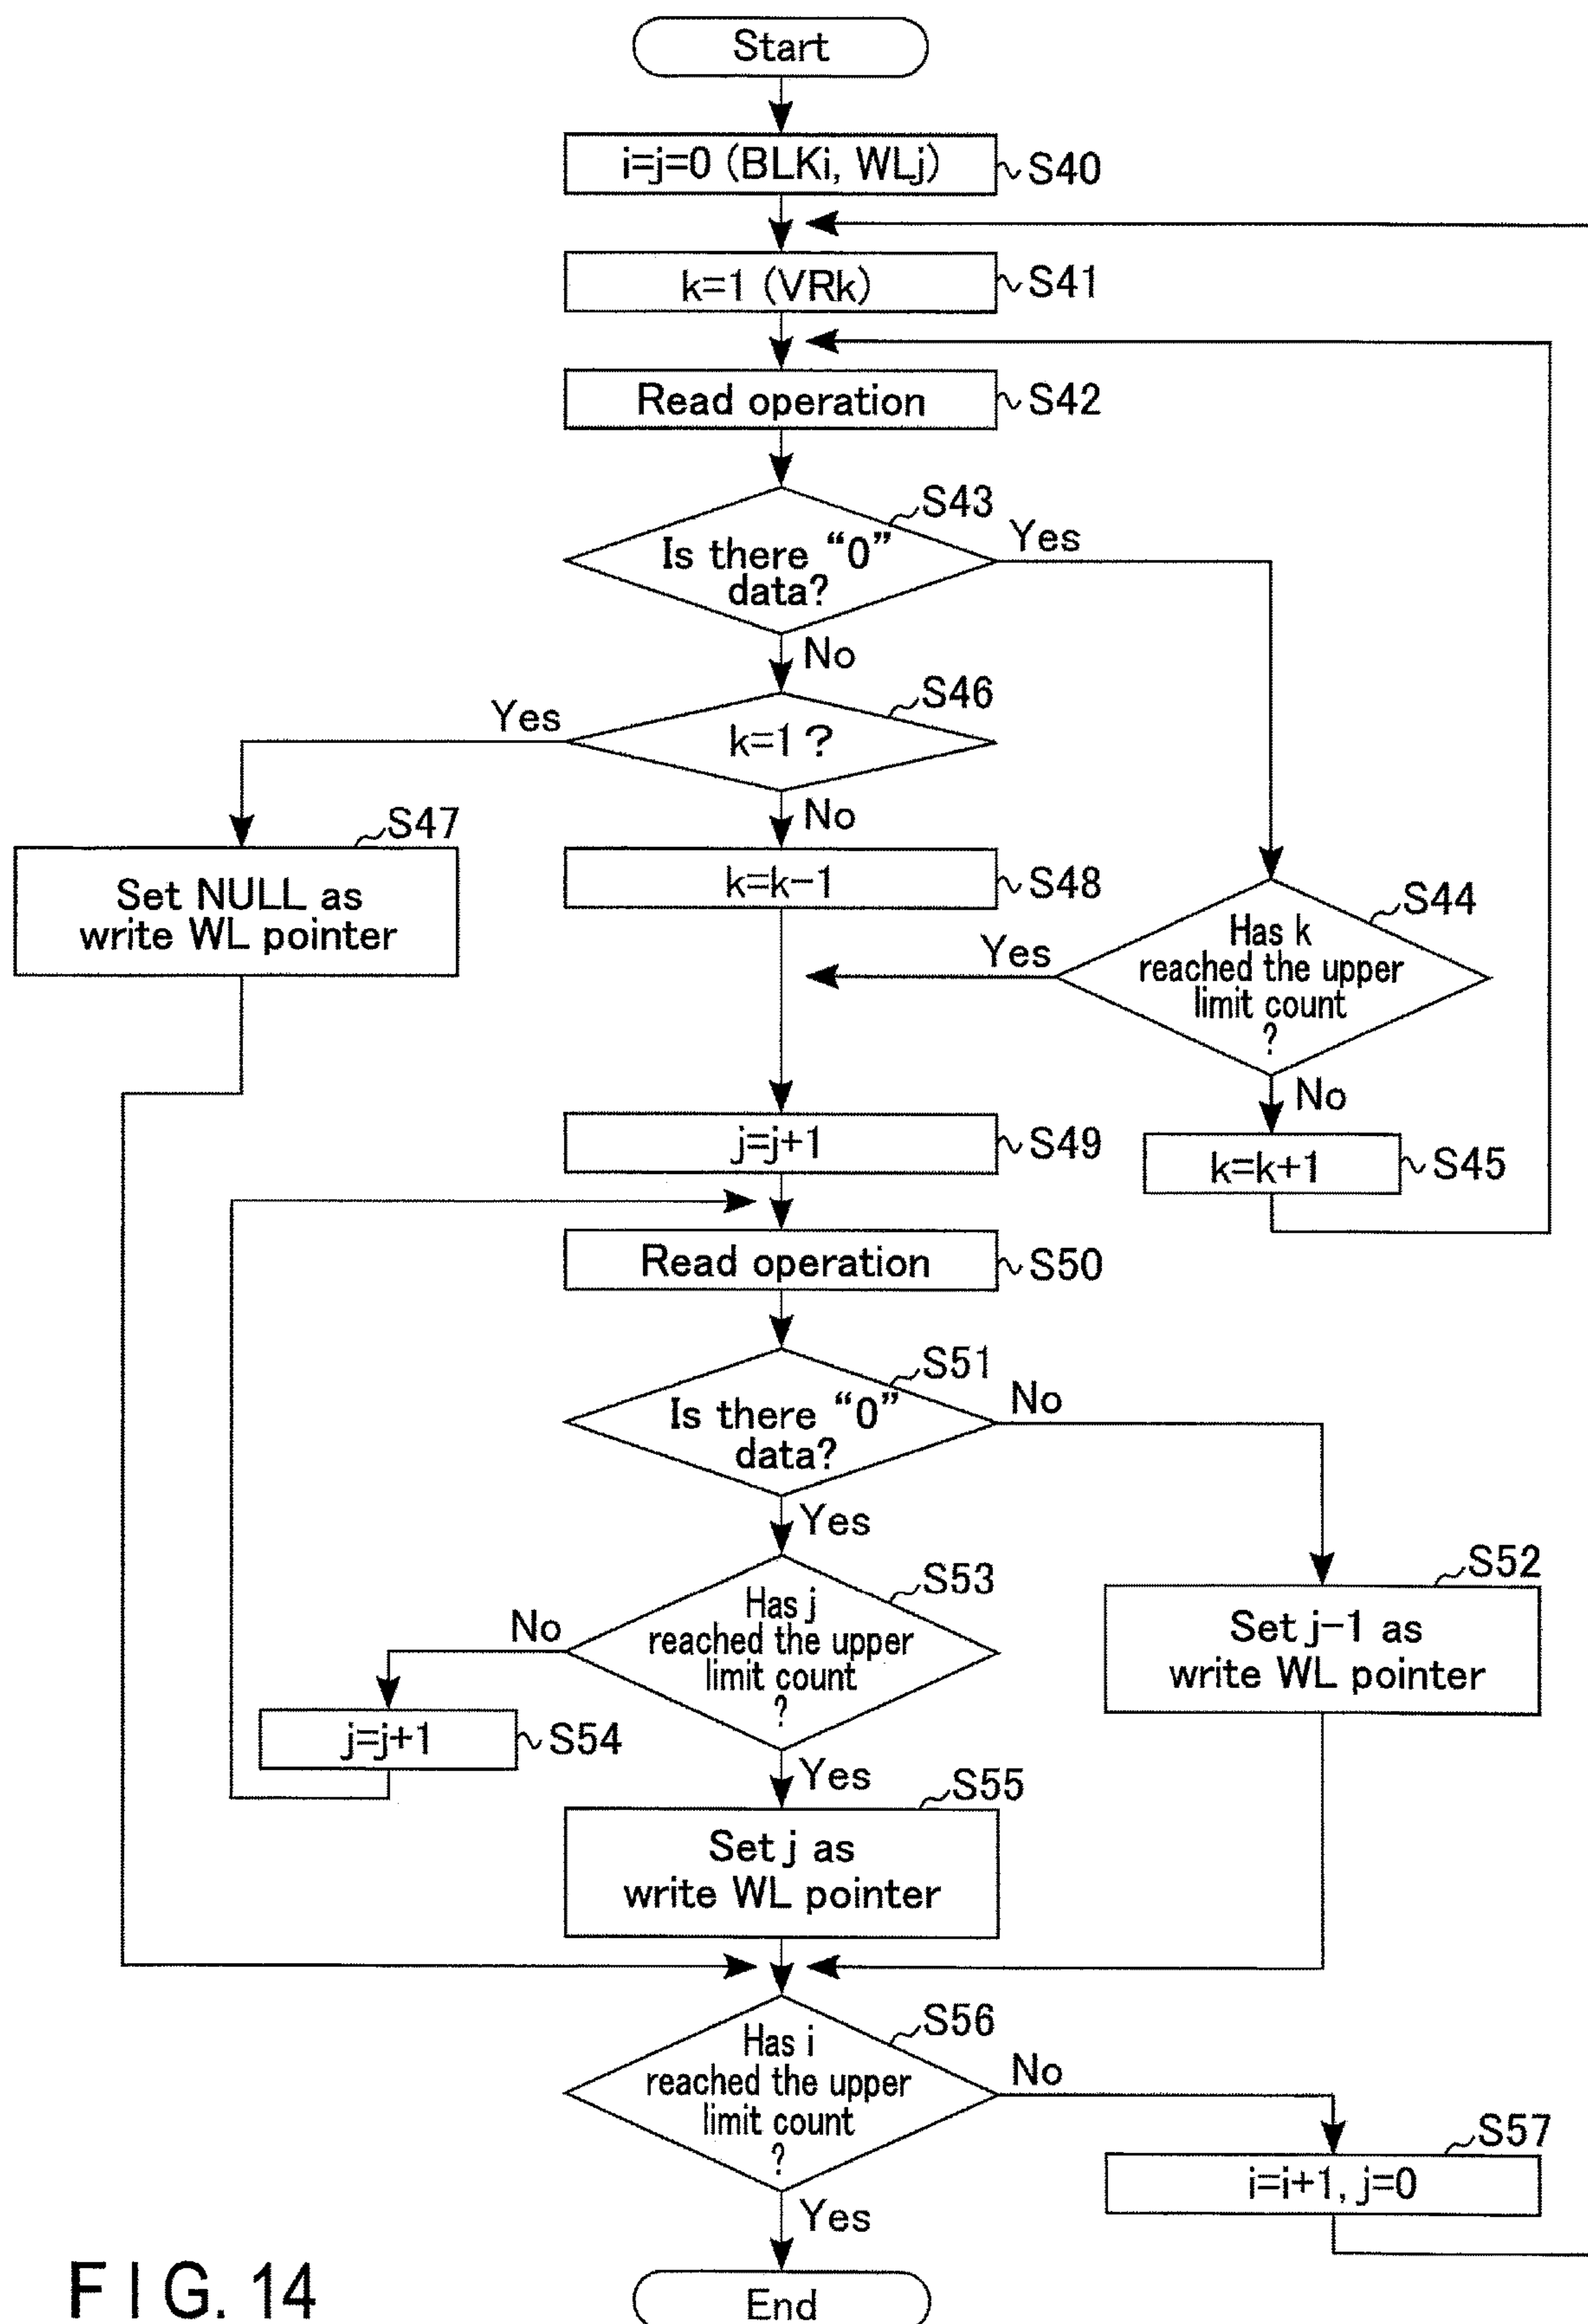 Start
i=j=0 (BLKi, WLj)
S40
k=1 (VRk)
S41
Read operation
S42
S43
Is there “0”
data?
Yes
No
S46
k=1 ?
Yes
No
S47
Set NULL as
write WL pointer
k=k-1
S48
S44
Has k
reached the upper
limit count
?
Yes
No
j=j+1
S49
k=k+1
S45
Read operation
S50
S51
Is there “0”
data?
No
Yes
S53
Has j
reached the upper
limit count
?
No
S52
Set j-1 as
write WL pointer
j=j+1
S54
Yes
S55
Set j as
write WL pointer
S56
Has i
reached the upper
limit count
?
No
S57
i=i+1, j=0
Yes
End
FIG. 14